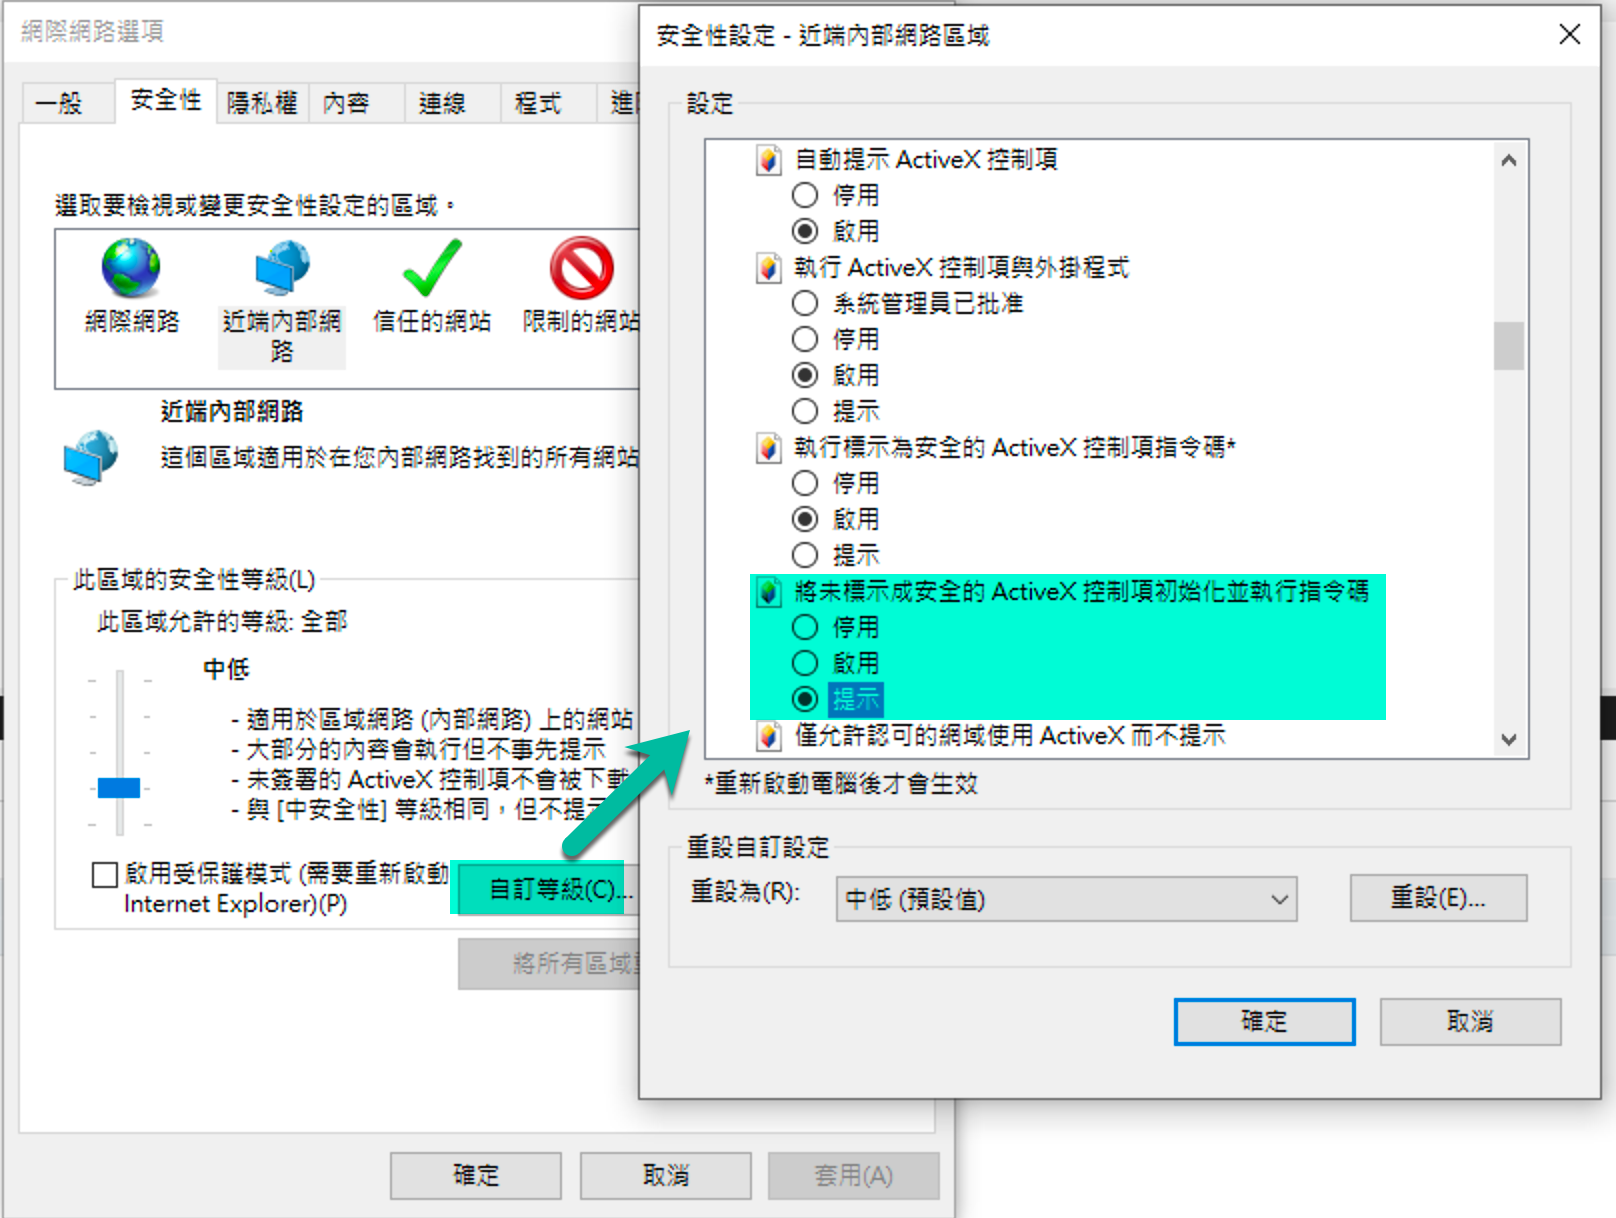 網際網路選項
一般
安全性
隱私權
內容
連線
程式
進
選取要檢視或變更安全性設定的區域。
網際網路
近端內部網
路
信任的網站
限制的網站
近端內部網路
這個區域適用於在您內部網路找到的所有網站
此區域的安全性等級(L)
此區域允許的等級: 全部
中低
- 適用於區域網路 (內部網路) 上的網站
- 大部分的內容會執行但不事先提示
- 未簽署的 ActiveX 控制項不會被下載
- 與 [中安全性] 等級相同，但不提示
啟用受保護模式 (需要重新啟動
Internet Explorer)(P)
自訂等級(C)...
將所有區域
確定
取消
套用(A)
安全性設定 - 近端內部網路區域
設定
自動提示 ActiveX 控制項
停用
啟用
執行 ActiveX 控制項與外掛程式
系統管理員已批准
停用
啟用
提示
執行標示為安全的 ActiveX 控制項指令碼*
停用
啟用
提示
將未標示成安全的 ActiveX 控制項初始化並執行指令碼
停用
啟用
提示
僅允許認可的網域使用 ActiveX 而不提示
*重新啟動電腦後才會生效
重設自訂設定
重設為(R):
中低 (預設值)
重設(E)...
確定
取消